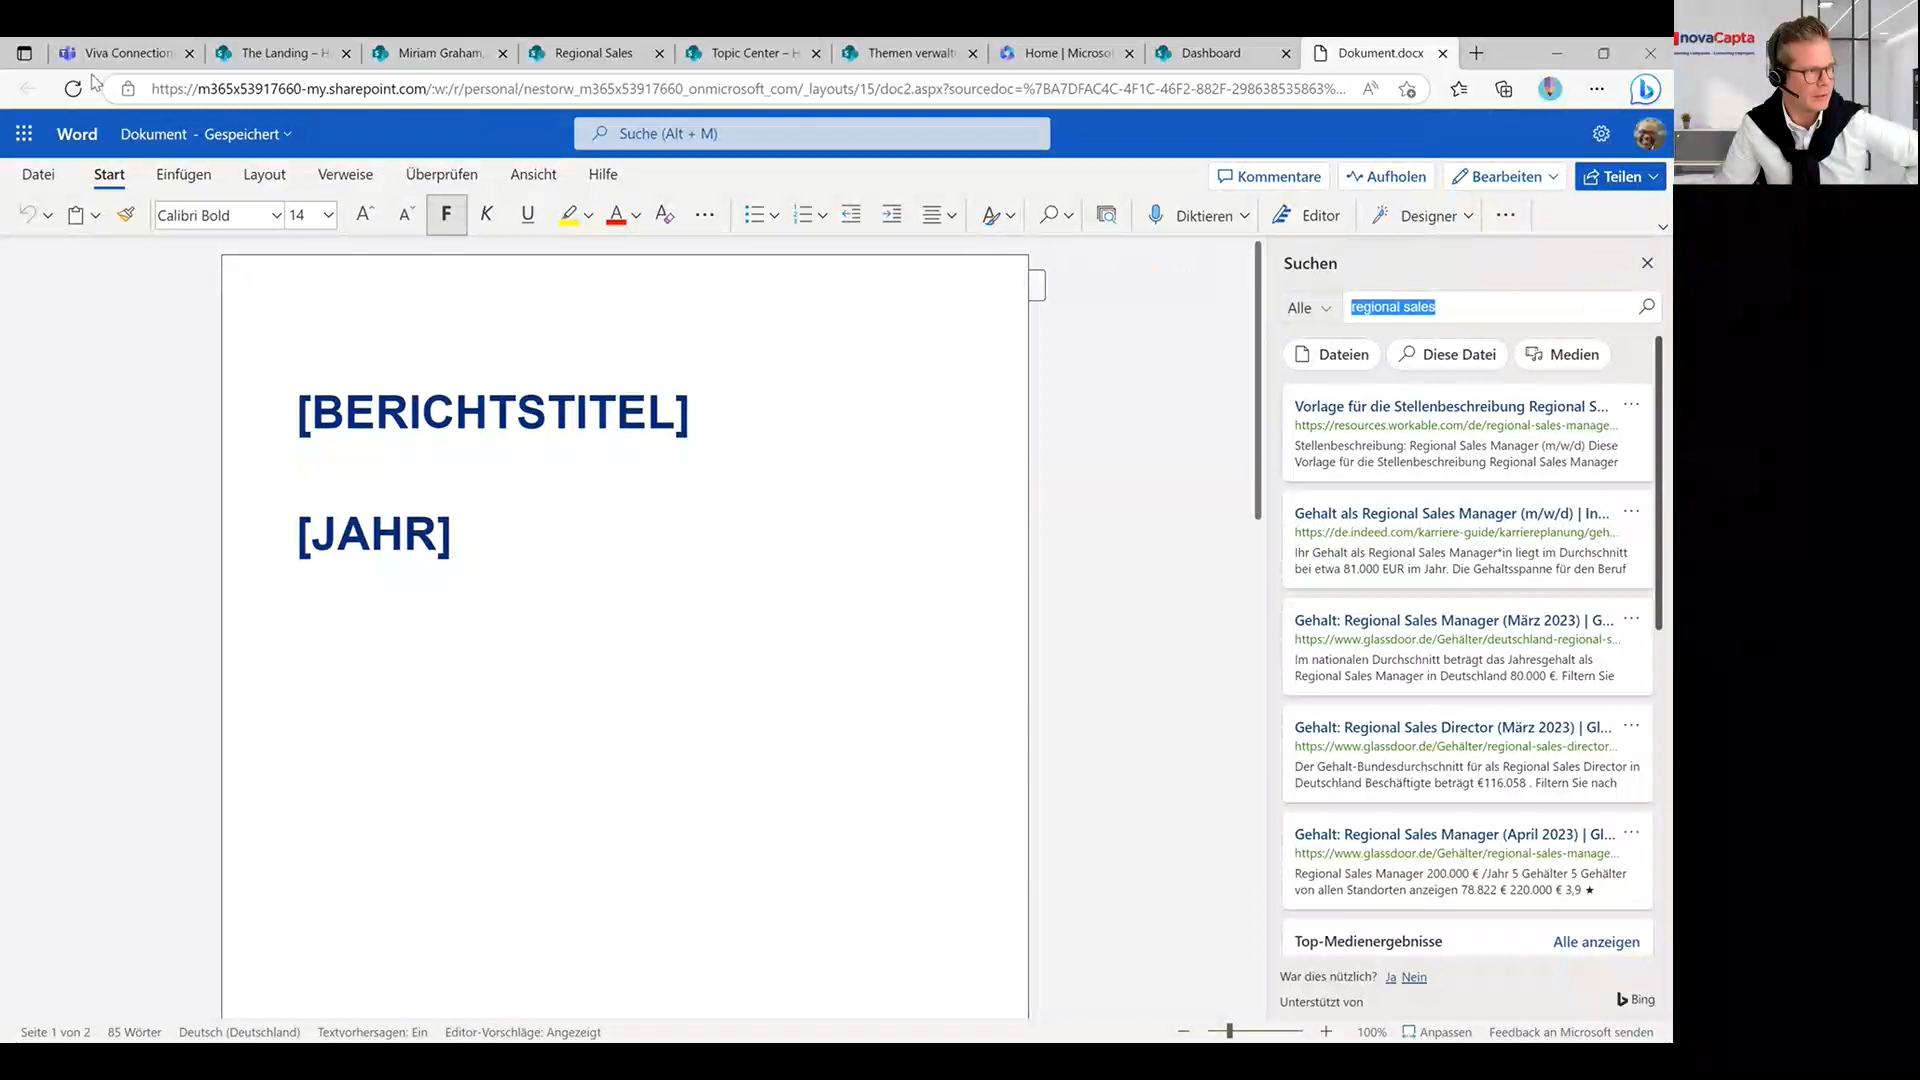 Viva Connection
The Landing – H
Miriam Graham,
Regional Sales
Topic Center – H
Themen verwalt
Home | Microsof
Dashboard
Dokument.docx
https://m365x53917660-my.sharepoint.com/:w:/r/personal/nestorw_m365x53917660_onmicrosoft_com/_layouts/15/doc2.aspx?sourcedoc=%7BA7DFAC4C-4F1C-46F2-882F-298638535863%...
novaCapta
Word
Dokument - Gespeichert
Suche (Alt + M)
Datei
Start
Einfügen
Layout
Verweise
Überprüfen
Ansicht
Hilfe
Kommentare
Aufholen
Bearbeiten
Teilen
Calibri Bold
14
F
K
U
Diktieren
Editor
Designer
[BERICHTSTITEL]
[JAHR]
Suchen
Alle
regional sales
Dateien
Diese Datei
Medien
Vorlage für die Stellenbeschreibung Regional S...
https://resources.workable.com/de/regional-sales-manage...
Stellenbeschreibung: Regional Sales Manager (m/w/d) Diese
Vorlage für die Stellenbeschreibung Regional Sales Manager
Gehalt als Regional Sales Manager (m/w/d) | In...
https://de.indeed.com/karriere-guide/karriereplanung/geh...
Ihr Gehalt als Regional Sales Manager*in liegt im Durchschnitt
bei etwa 81.000 EUR im Jahr. Die Gehaltsspanne für den Beruf
Gehalt: Regional Sales Manager (März 2023) | G...
https://www.glassdoor.de/Gehälter/deutschland-regional-s...
Im nationalen Durchschnitt beträgt das Jahresgehalt als
Regional Sales Manager in Deutschland 80.000 €. Filtern Sie
Gehalt: Regional Sales Director (März 2023) | Gl...
https://www.glassdoor.de/Gehälter/regional-sales-director...
Der Gehalt-Bundesdurchschnitt für als Regional Sales Director in
Deutschland Beschäftigte beträgt €116.058 . Filtern Sie nach
Gehalt: Regional Sales Manager (April 2023) | Gl...
https://www.glassdoor.de/Gehälter/regional-sales-manage...
Regional Sales Manager 200.000 € /Jahr 5 Gehälter 5 Gehälter
von allen Standorten anzeigen 78.822 € 220.000 € 3,9 ★
Top-Medienergebnisse
Alle anzeigen
War dies nützlich? Ja Nein
Unterstützt von
Bing
Seite 1 von 2
85 Wörter
Deutsch (Deutschland)
Textvorhersagen: Ein
Editor-Vorschläge: Angezeigt
100%
Anpassen
Feedback an Microsoft senden